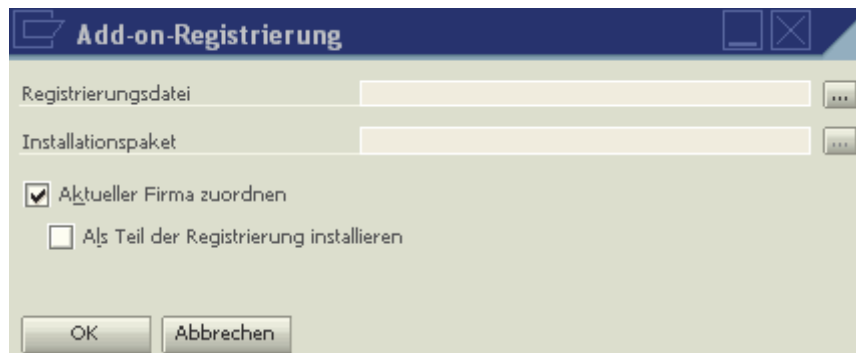 Add-on-Registrierung
Registrierungsdatei
...
Installationspaket
...
Aktueller Firma zuordnen
Als Teil der Registrierung installieren
OK Abbrechen